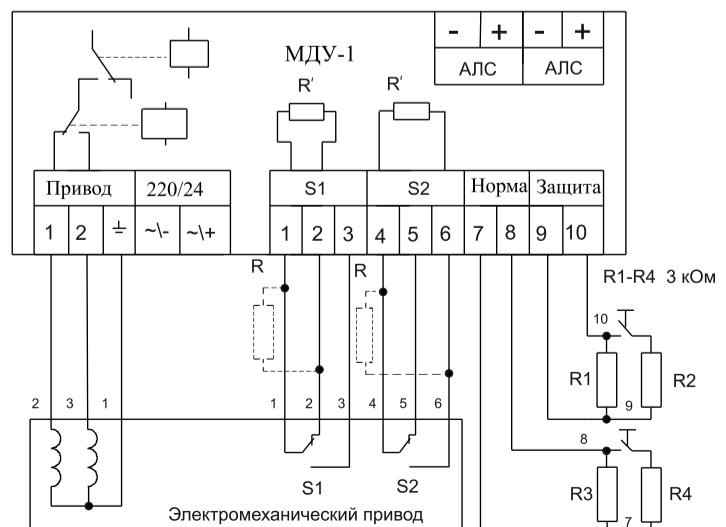 - + - +
МДУ-1
АЛС АЛС
R' R'
Привод 220/24 S1 S2 Норма Защита
1 2 ~\- ~\+ 1 2 3 4 5 6 7 8 9 10
R R
R1-R4 3 кОм
10
R1 R2
9
2 3 1 1 2 3 4 5 6
8
S1 S2
R3 R4
7
Электромеханический привод